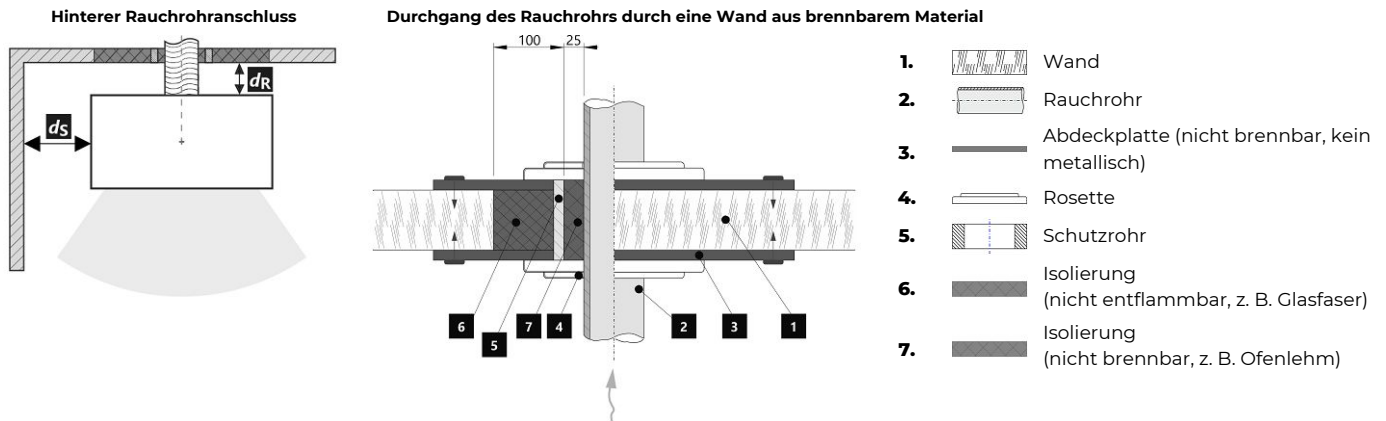 Hinterer Rauchrohranschluss
dR
dS
Durchgang des Rauchrohrs durch eine Wand aus brennbarem Material
100
25
6
5
7
4
2
3
1
1. Wand
2. Rauchrohr
3. Abdeckplatte (nicht brennbar, kein
metallisch)
4. Rosette
5. Schutzrohr
6. Isolierung
(nicht entflammbar, z. B. Glasfaser)
7. Isolierung
(nicht brennbar, z. B. Ofenlehm)